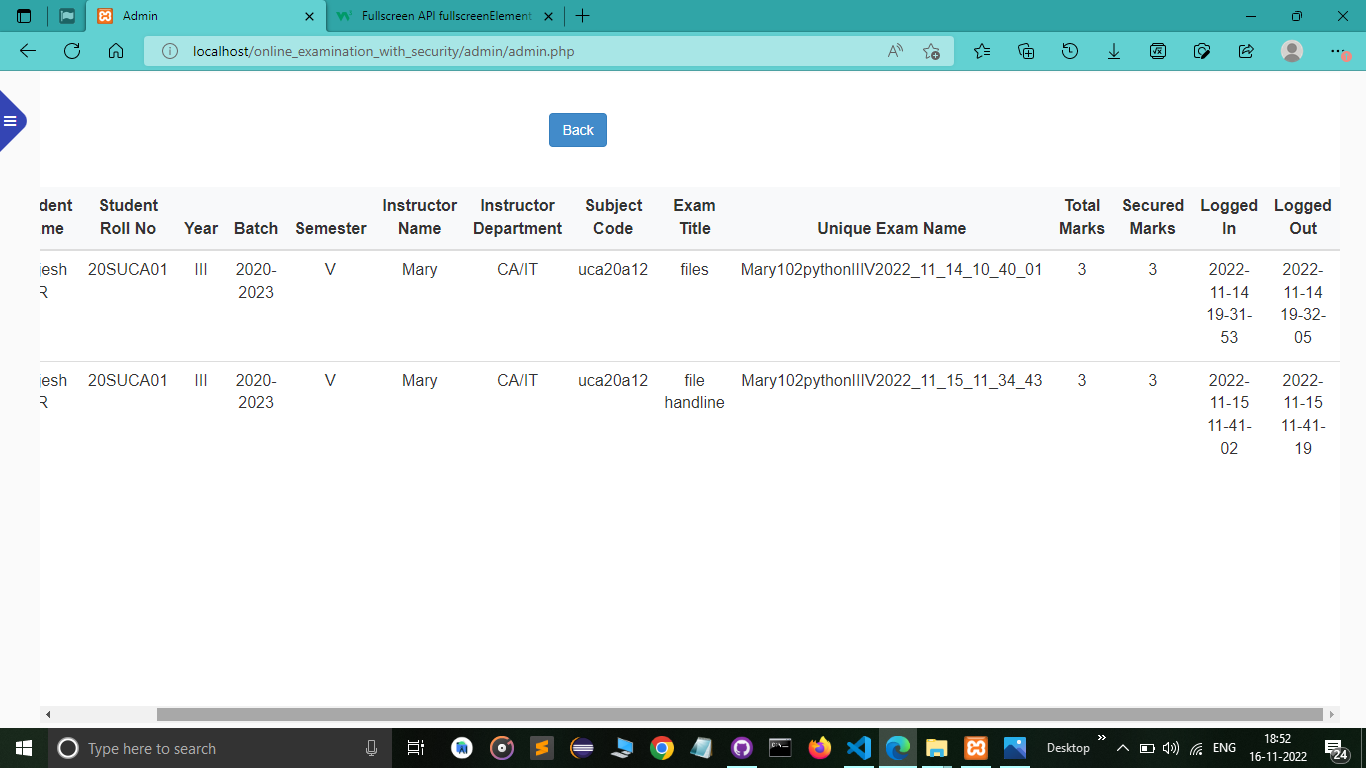 Admin
Fullscreen API fullscreenElement
localhost/online_examination_with_security/admin/admin.php
Back
dent Student Instructor Instructor Subject Exam Total Secured Logged Logged
me Roll No Year Batch Semester Name Department Code Title Unique Exam Name Marks Marks In Out
jesh 20SUCA01 III 2020- V Mary CA/IT uca20a12 files Mary102pythonIIIV2022_11_14_10_40_01 3 3 2022- 2022-
R 2023 11-14 11-14
19-31- 19-32-
53 05
jesh 20SUCA01 III 2020- V Mary CA/IT uca20a12 file Mary102pythonIIIV2022_11_15_11_34_43 3 3 2022- 2022-
R 2023 handline 11-15 11-15
11-41- 11-41-
02 19
Type here to search
Desktop
ENG
18:52
16-11-2022
24